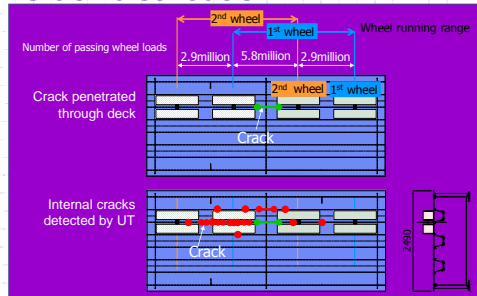 2nd wheel
1st wheel
Wheel running range
Number of passing wheel loads
2.9million
5.8million
2.9million
2nd wheel
1st wheel
Crack penetrated
through deck
Crack
Internal cracks
detected by UT
Crack
2490